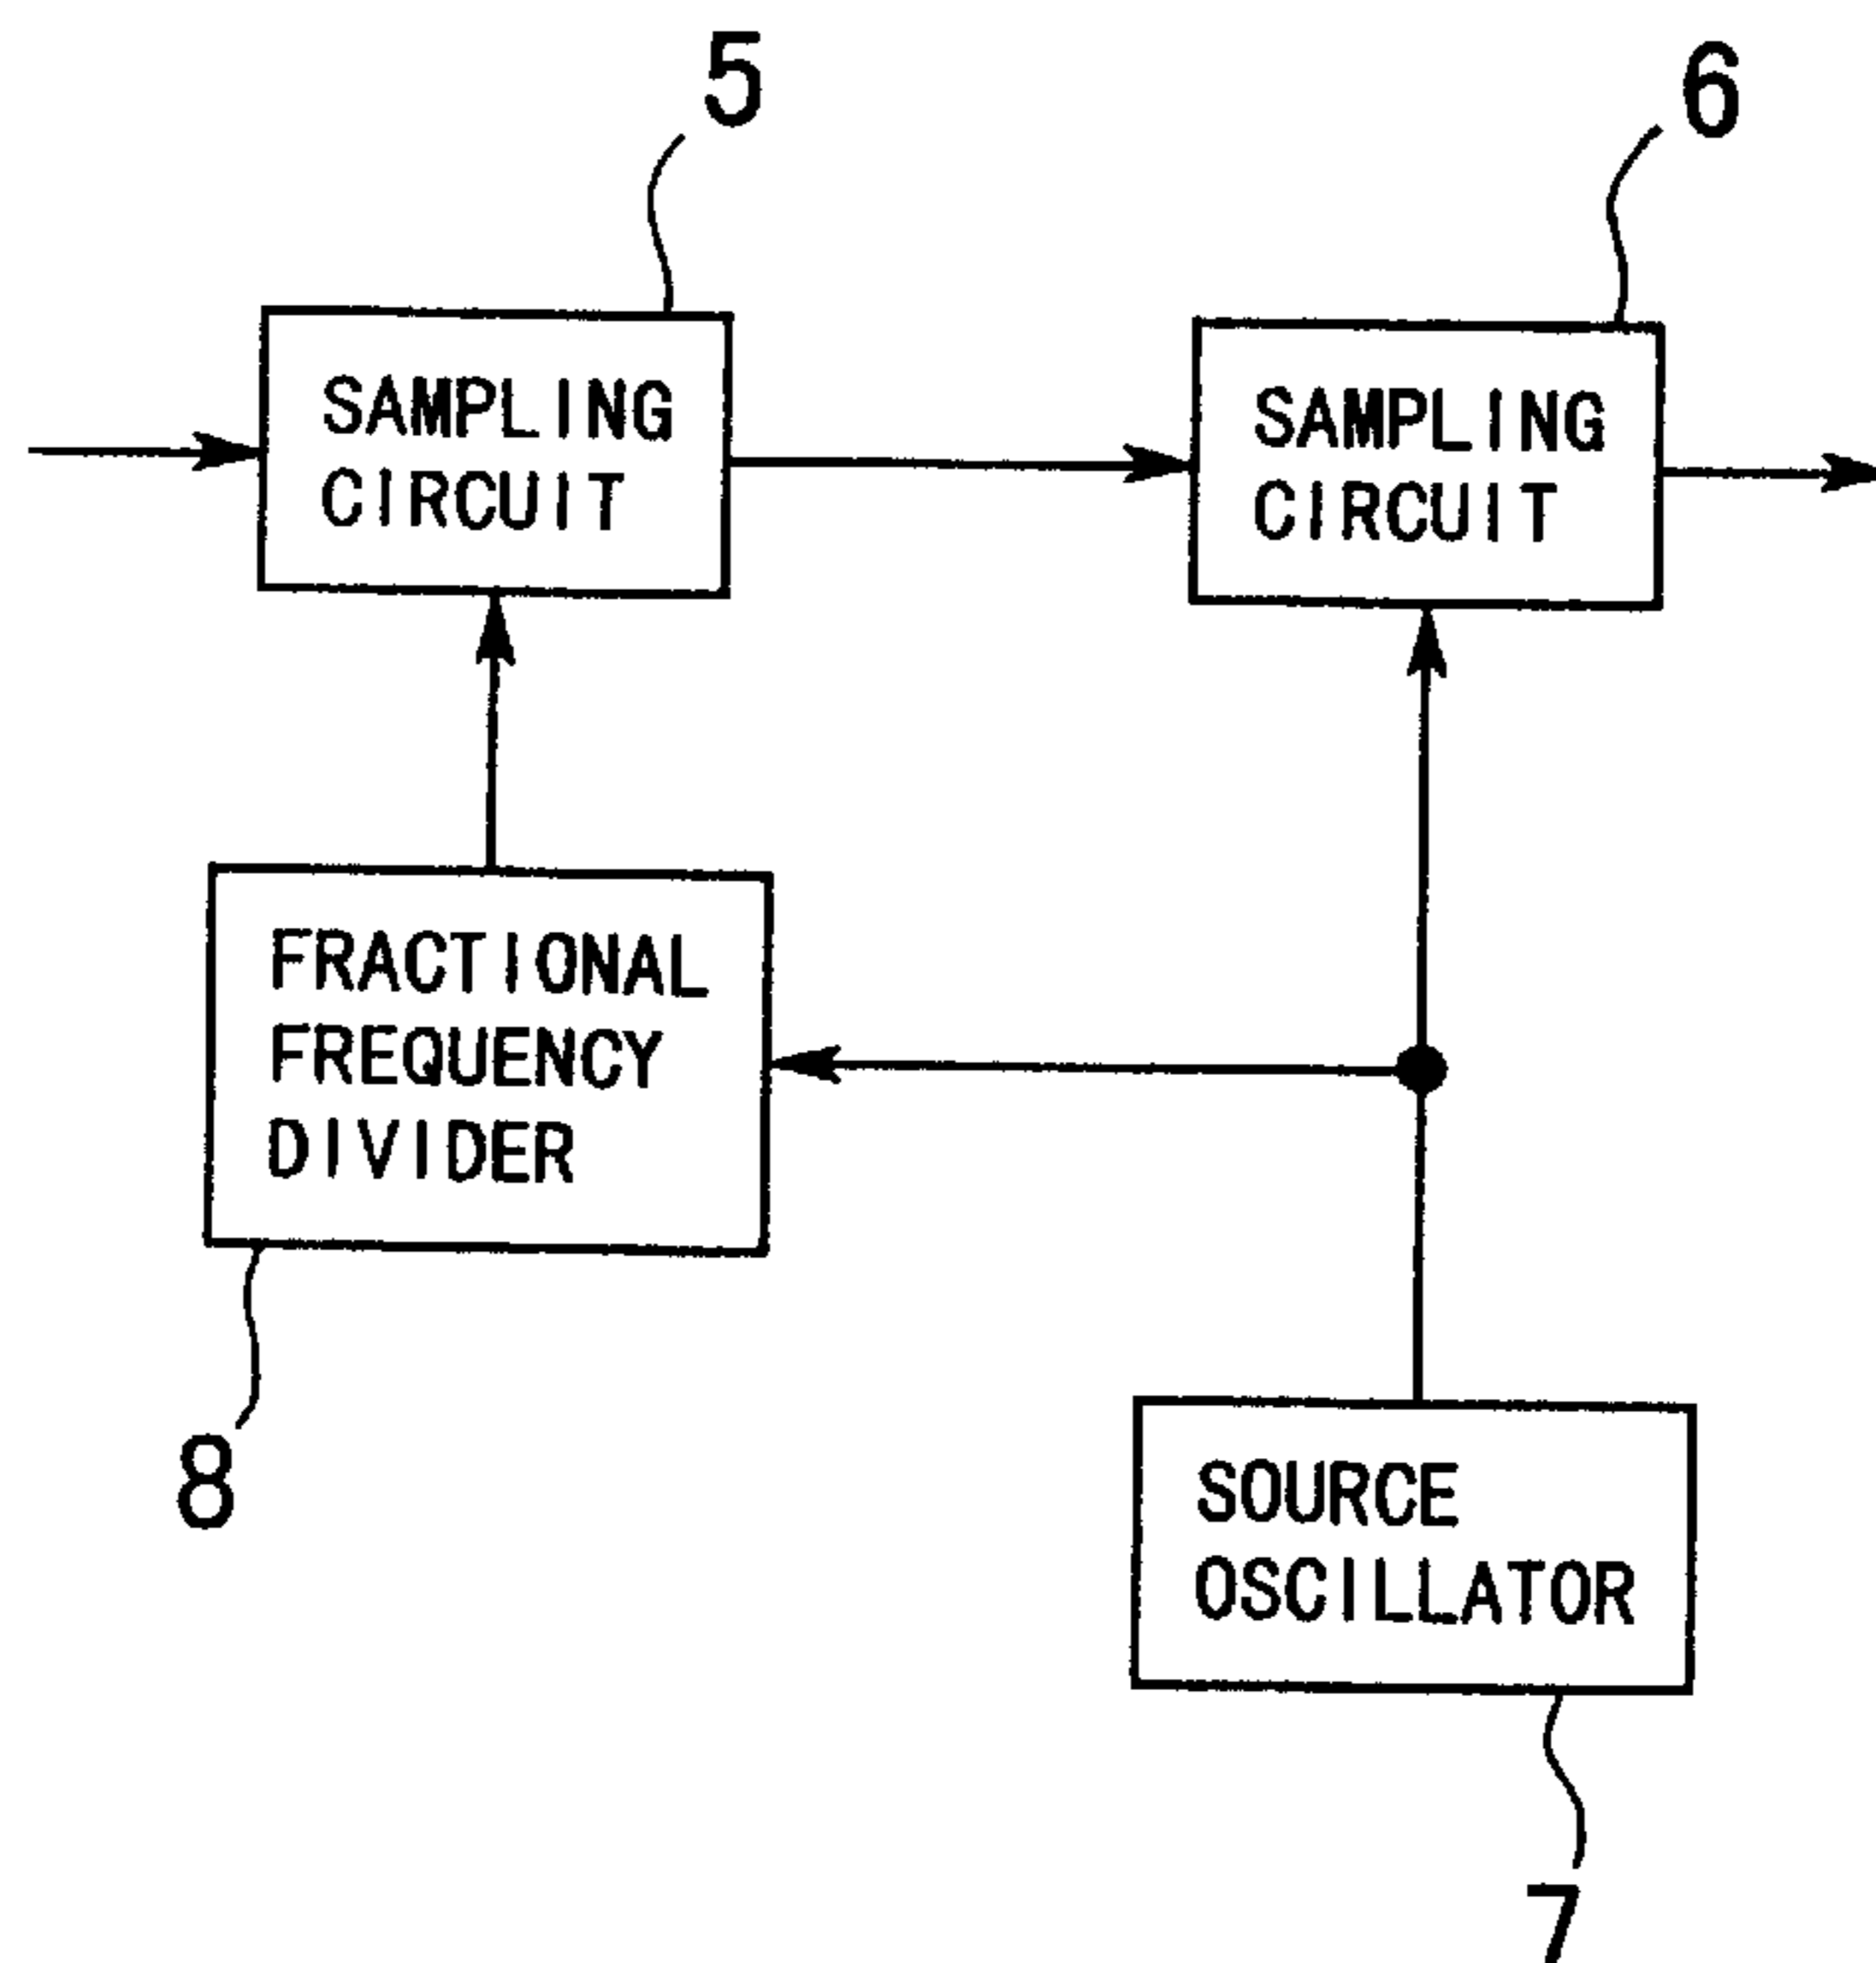 5
6
SAMPLING
CIRCUIT
SAMPLING
CIRCUIT
FRACTIONAL
FREQUENCY
DIVIDER
8
SOURCE
OSCILLATOR
7